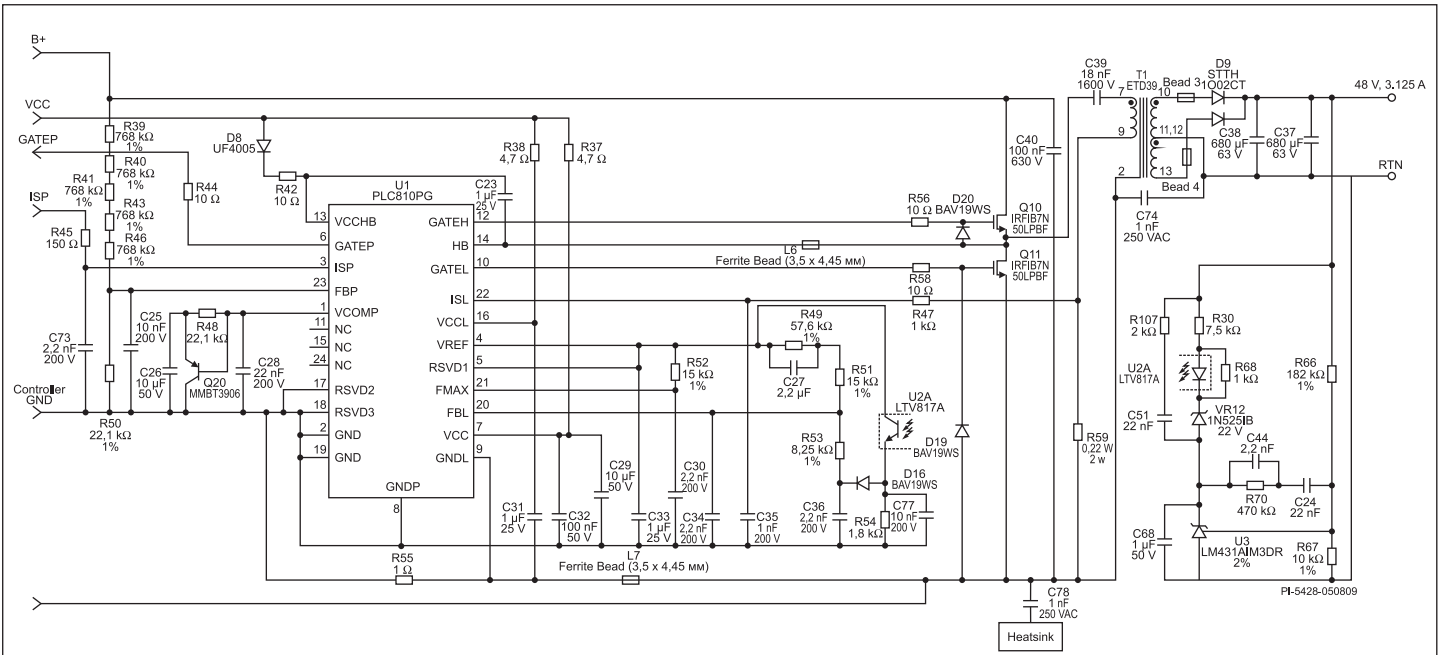 B+
VCC
GATEP
ISP
Controller
GND
R39
768 kΩ
1%
R40
768 kΩ
1%
R41
768 kΩ
1%
R43
768 kΩ
1%
R46
768 kΩ
1%
R45
150 Ω
R44
10 Ω
D8
UF4005
R42
10 Ω
C73
2,2 nF
200 V
C25
10 nF
200 V
R48
22,1 kΩ
C26
10 µF
50 V
Q20
MMBT3906
C28
22 nF
200 V
R50
22,1 kΩ
1%
U1
PLC810PG
13
VCCHB
6
GATEP
3
ISP
23
FBP
1
VCOMP
11
NC
15
NC
24
NC
17
RSVD2
18
RSVD3
2
GND
19
GND
GNDP
8
GATEH
12
HB
14
GATEL
10
ISL
22
VCCL
16
VREF
4
RSVD1
5
FMAX
21
FBL
20
VCC
7
GNDL
9
C23
1 µF
25 V
R38
4,7 Ω
R37
4,7 Ω
R56
10 Ω
D20
BAV19WS
Q10
IRFIB7N
50LPBF
L6
Ferrite Bead (3,5 x 4,45 мм)
Q11
IRFIB7N
50LPBF
R58
10 Ω
R47
1 kΩ
R49
57,6 kΩ
1%
C27
2,2 µF
R52
15 kΩ
1%
R51
15 kΩ
1%
U2A
LTV817A
R53
8,25 kΩ
1%
D19
BAV19WS
D16
BAV19WS
C29
10 µF
50 V
C30
2,2 nF
200 V
C31
1 µF
25 V
C32
100 nF
50 V
C33
1 µF
25 V
C34
2,2 nF
200 V
C35
1 nF
200 V
C36
2,2 nF
200 V
R54
1,8 kΩ
C77
10 nF
200 V
R55
1 Ω
L7
Ferrite Bead (3,5 x 4,45 мм)
C78
1 nF
250 VAC
Heatsink
C40
100 nF
630 V
C39
18 nF
1600 V
T1
ETD39
7
9
2
10
11,12
13
Bead 3
Bead 4
D9
STTH
1O02CT
C38
680 µF
63 V
C37
680 µF
63 V
48 V, 3.125 A
RTN
C74
1 nF
250 VAC
R59
0,22 W
2 w
R107
2 kΩ
R30
7,5 kΩ
U2A
LTV817A
R68
1 kΩ
R66
182 kΩ
1%
C51
22 nF
VR12
1N525IB
22 V
C44
2,2 nF
R70
470 kΩ
C24
22 nF
C68
1 µF
50 V
U3
LM431AIM3DR
2%
R67
10 kΩ
1%
PI-5428-050809